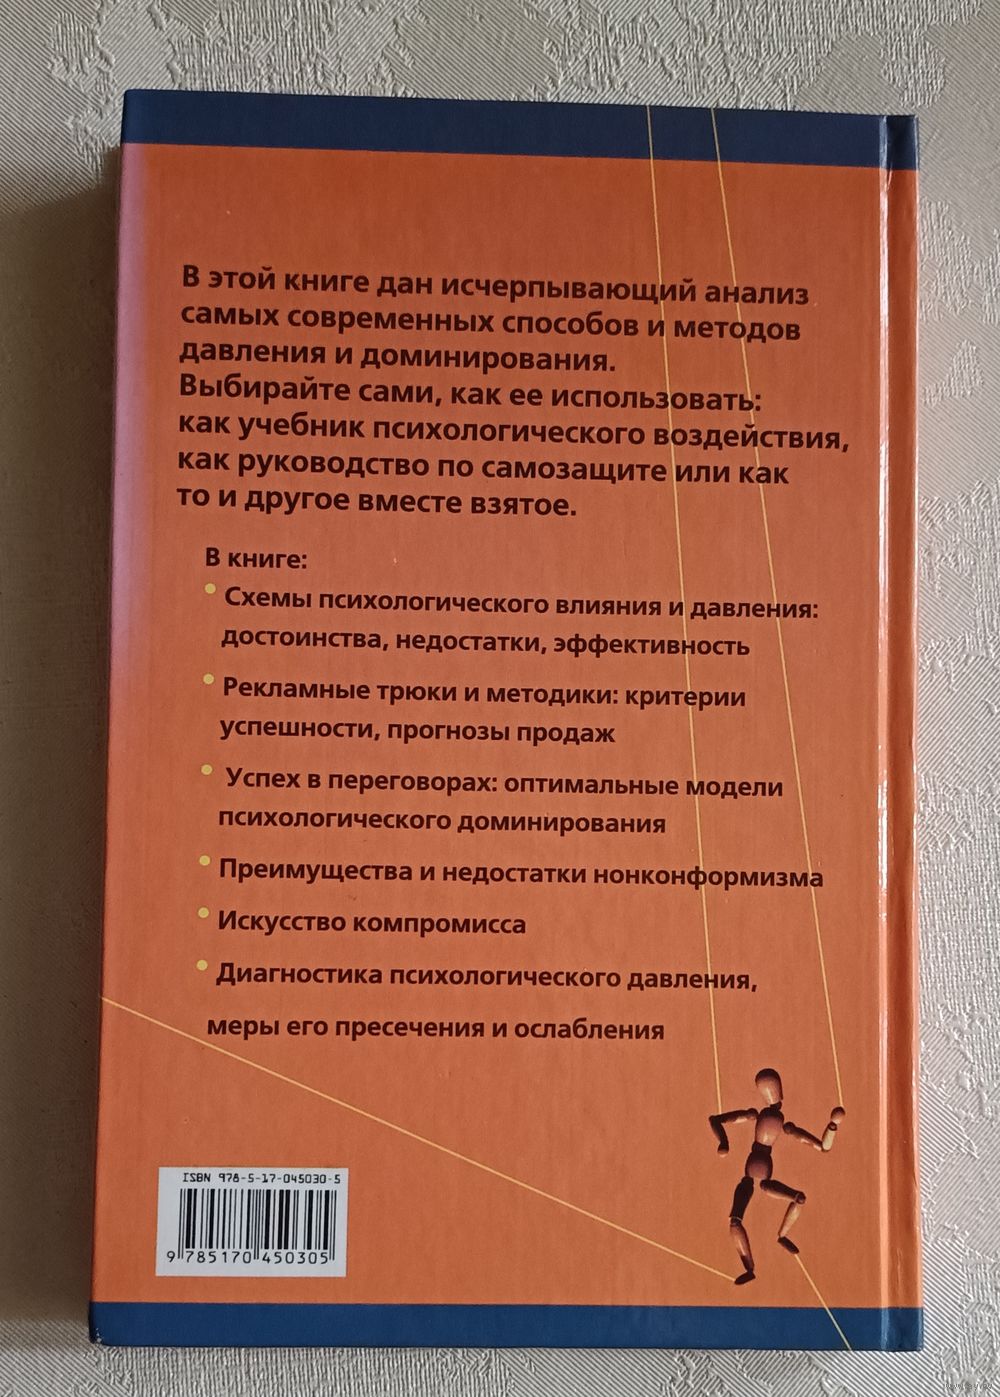 В этой книге дан исчерпывающий анализ
самых современных способов и методов
давления и доминирования.
Выбирайте сами, как ее использовать:
как учебник психологического воздействия,
как руководство по самозащите или как
то и другое вместе взятое.
В книге:
• Схемы психологического влияния и давления:
достоинства, недостатки, эффективность
• Рекламные трюки и методики: критерии
успешности, прогнозы продаж
• Успех в переговорах: оптимальные модели
психологического доминирования
• Преимущества и недостатки нонконформизма
• Искусство компромисса
• Диагностика психологического давления,
меры его пресечения и ослабления
ISBN 978-5-17-045030-5
9 785170 450305